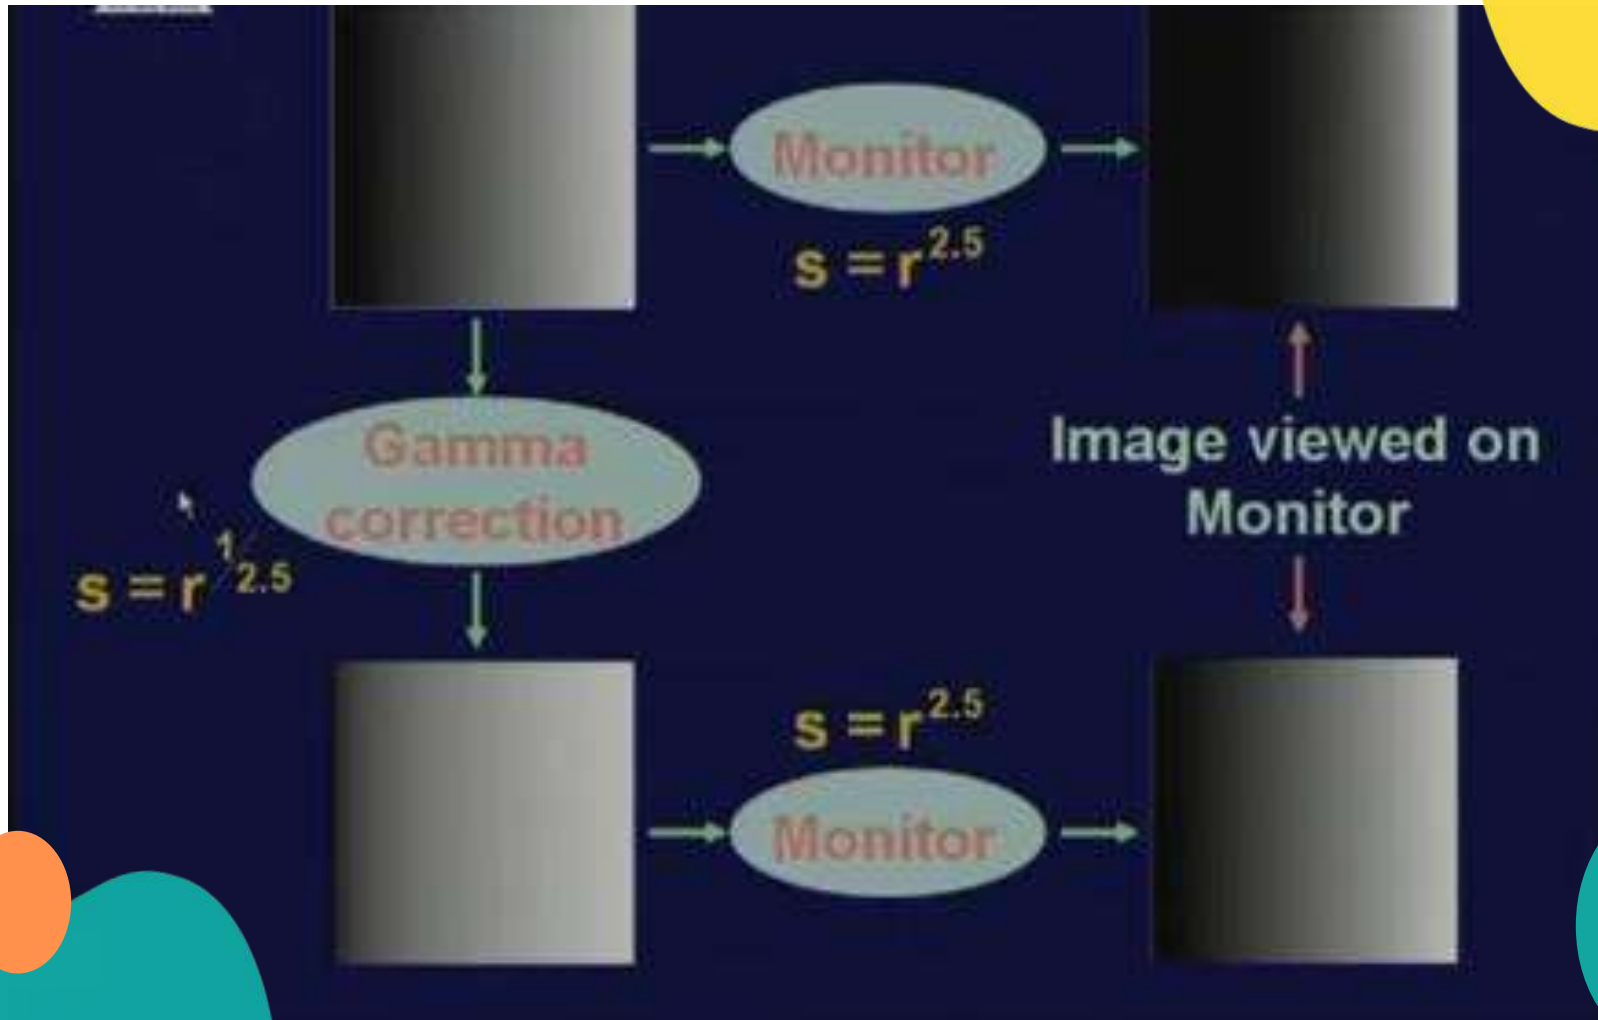 Monitor
s = r^2.5
Gamma
correction
s = r^1/2.5
Image viewed on
Monitor
s = r^2.5
Monitor